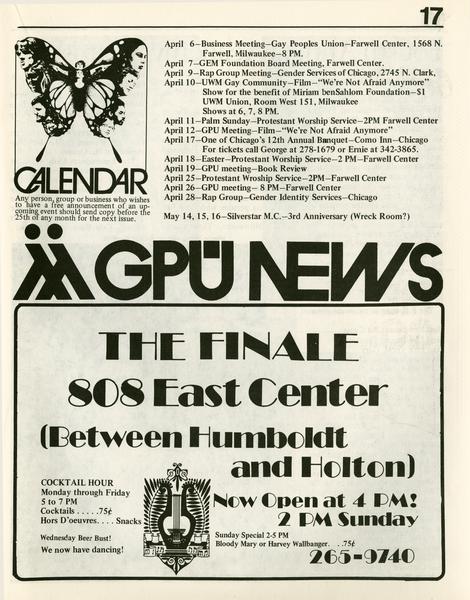 17
April 6—Business Meeting—Gay Peoples Union—Farwell Center, 1568 N.
Farwell, Milwaukee—8 PM.
April 7—GEM Foundation Board Meeting, Farwell Center.
April 9—Rap Group Meeting—Gender Services of Chicago, 2745 N. Clark,
April 10—UWM Gay Community—Film—"We're Not Afraid Anymore"
Show for the benefit of Miriam benSahlom Foundation—$1
UWM Union, Room West 151, Milwaukee
Shows at 6, 7, 8 PM.
April 11—Palm Sunday—Protestant Worship Service—2PM Farwell Center
April 12—GPU Meeting—Film—"We're Not Afraid Anymore"
April 17—One of Chicago's 12th Annual Banquet—Como Inn—Chicago
For tickets call George at 278-1679 or Ernie at 342-3865.
April 18—Easter—Protestant Worship Service—2 PM—Farwell Center
April 19—GPU meeting—Book Review
April 25—Protestant Woship Service—2PM—Farwell Center
April 26—GPU meeting— 8 PM—Farwell Center
April 28—Rap Group—Gender Identity Services—Chicago
May 14, 15, 16—Silverstar M.C.—3rd Anniversary (Wreck Room?)
CALENDAR
Any person, group or business who wishes
to have a free announcement of an up-
coming event should send copy before the
25th of any month for the next issue.
GPU NEWS
THE FINALE
808 East Center
(Between Humboldt
and Holton)
COCKTAIL HOUR
Monday through Friday
5 to 7 PM
Cocktails . . . . .75¢
Hors D'oeuvres. . . . Snacks
Wednesday Beer Bust!
We now have dancing!
Now Open at 4 PM!
2 PM Sunday
Sunday Special 2-5 PM
Bloody Mary or Harvey Wallbanger. . .75¢
265-9740